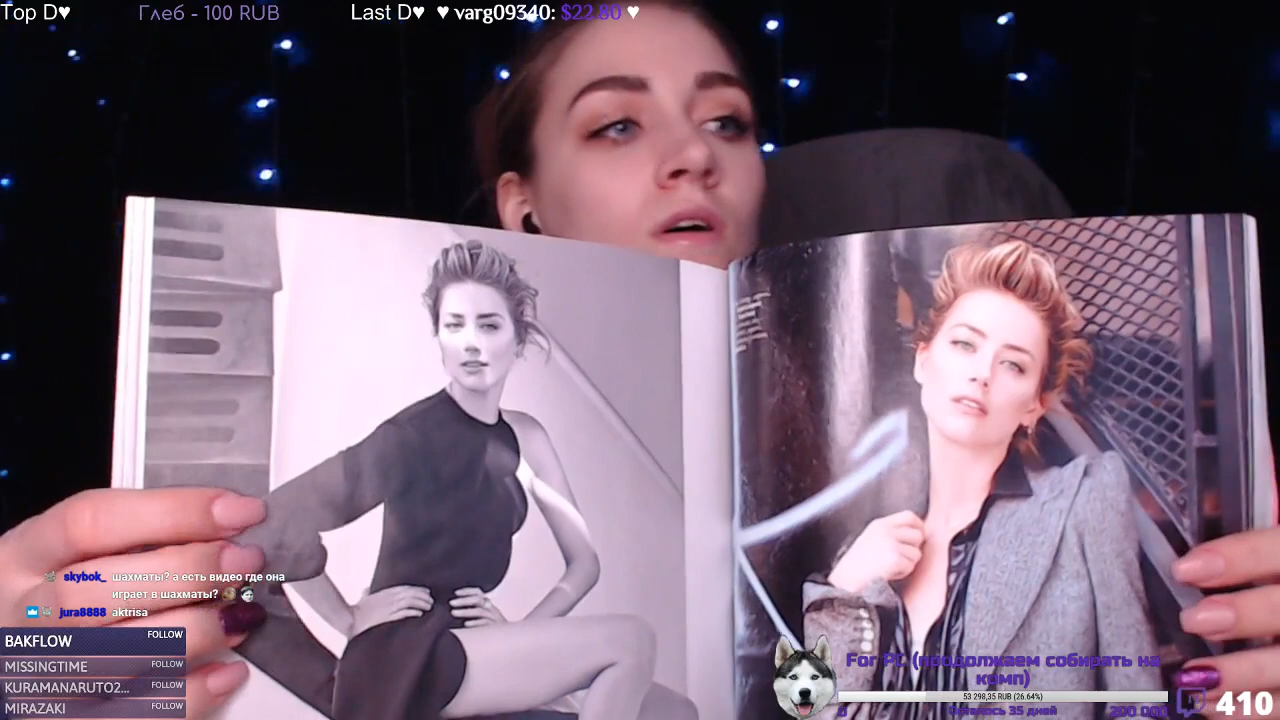 Top D♥
Глеб - 100 RUB
Last D♥ ♥ varg09340: $22.80 ♥
skybok_ шахматы? а есть видео где она
играет в шахматы?
jura8888 aktrisa
BAKFLOW FOLLOW
MISSINGTIME FOLLOW
KURAMANARUTO2... FOLLOW
MIRAZAKI FOLLOW
For PC (продолжаем собирать на
комп)
53 298,35 RUB (26.64%)
0 Осталось 35 дней 200 000
410